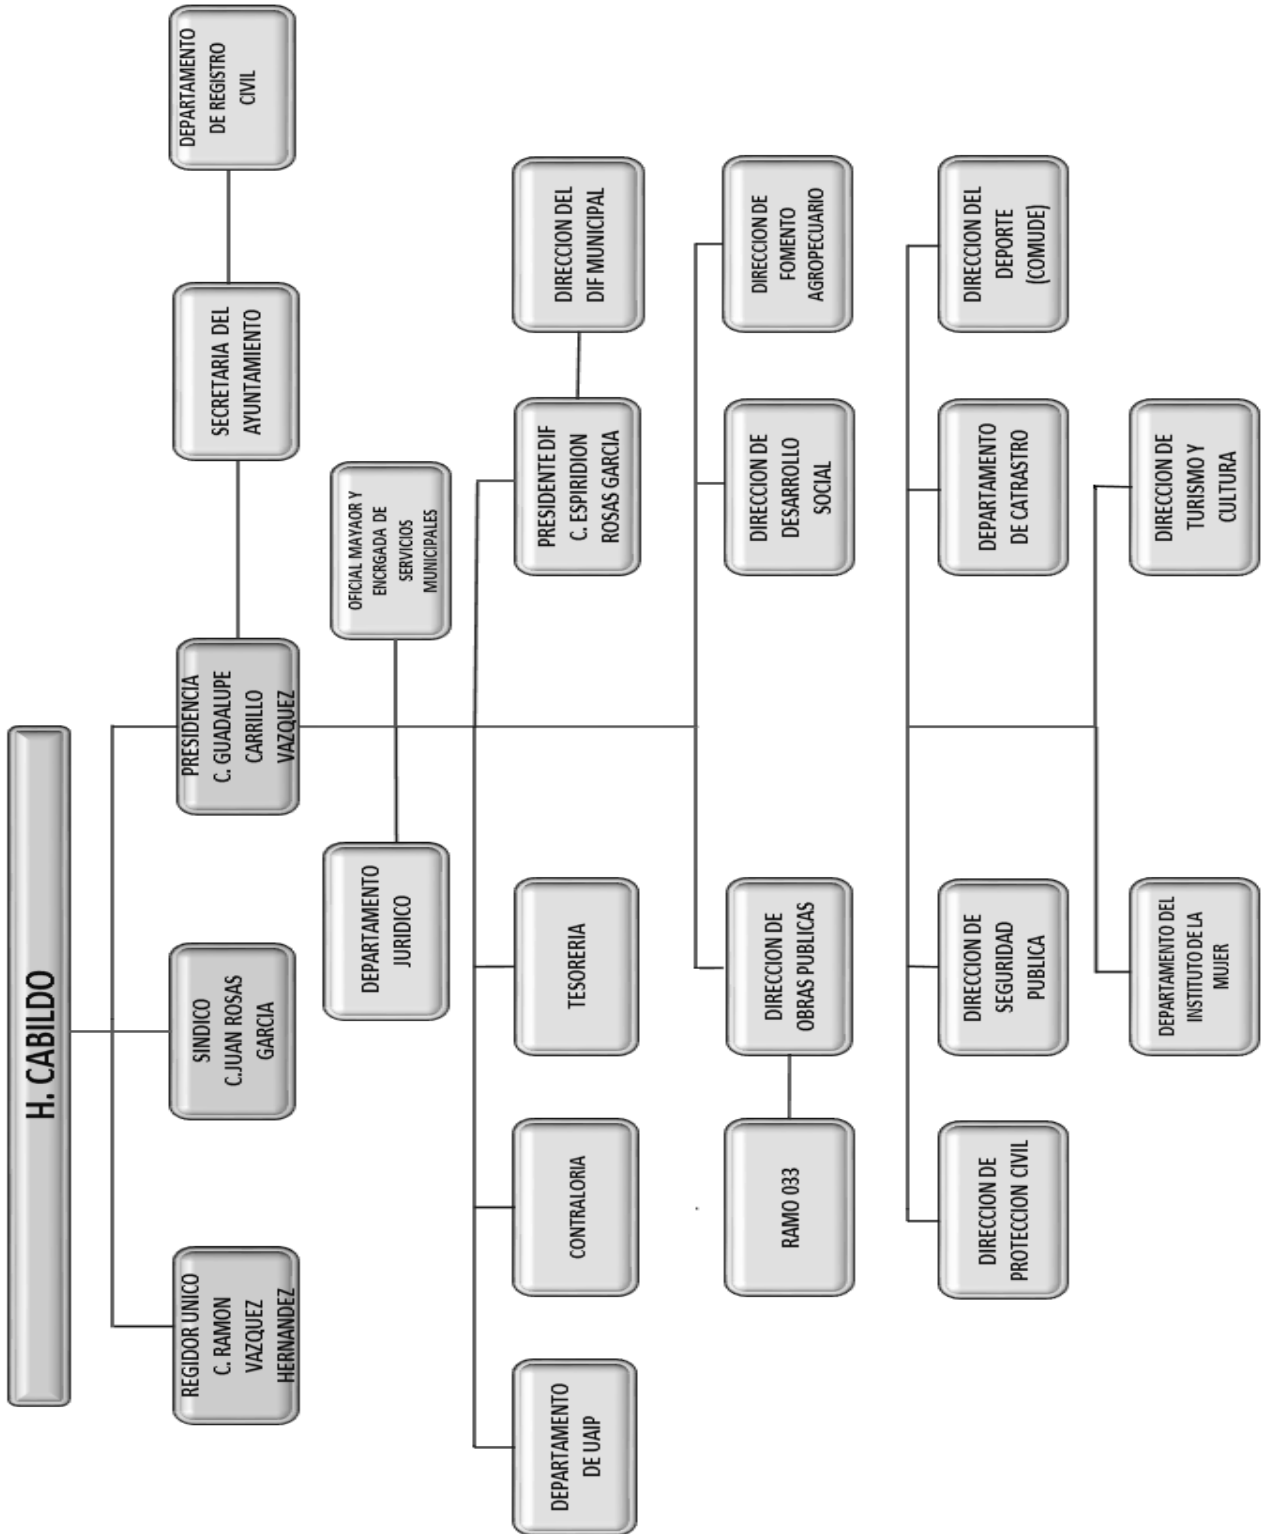 H. CABILDO
REGIDOR UNICO
C. RAMON
VAZQUEZ
HERNANDEZ
SINDICO
C.JUAN ROSAS
GARCIA
PRESIDENCIA
C. GUADALUPE
CARRILLO
VAZQUEZ
SECRETARIA DEL
AYUNTAMIENTO
DEPARTAMENTO
DE REGISTRO
CIVIL
DEPARTAMENTO
JURIDICO
OFICIAL MAYAOR Y
ENCRGADA DE
SERVICIOS
MUNICIPALES
DEPARTAMENTO
DE UAIP
CONTRALORIA
TESORERIA
PRESIDENTE DIF
C. ESPIRIDION
ROSAS GARCIA
DIRECCION DEL
DIF MUNICIPAL
RAMO 033
DIRECCION DE
OBRAS PUBLICAS
DIRECCION DE
DESARROLLO
SOCIAL
DIRECCION DE
FOMENTO
AGROPECUARIO
DIRECCION DE
PROTECCION CIVIL
DIRECCION DE
SEGURIDAD
PUBLICA
DEPARTAMENTO
DE CATRASTRO
DIRECCION DEL
DEPORTE
(COMUDE)
DEPARTAMENTO DEL
INSTITUTO DE LA
MUJER
DIRECCION DE
TURISMO Y
CULTURA